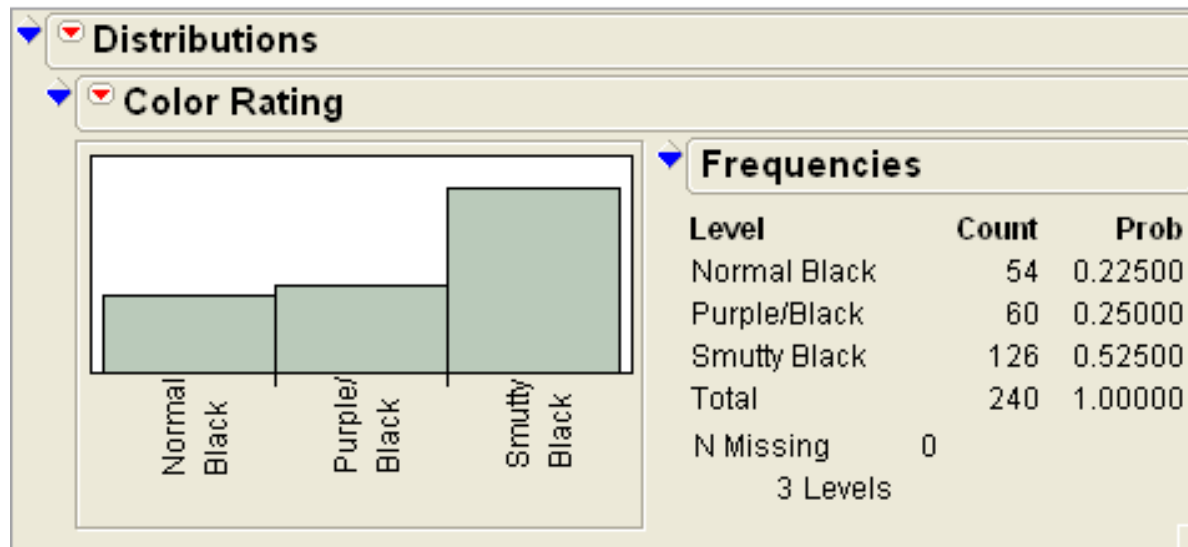 Distributions
Color Rating
Normal
Black
Purple/
Black
Smutty
Black
Frequencies
Level Count Prob
Normal Black 54 0.22500
Purple/Black 60 0.25000
Smutty Black 126 0.52500
Total 240 1.00000
N Missing 0
3 Levels